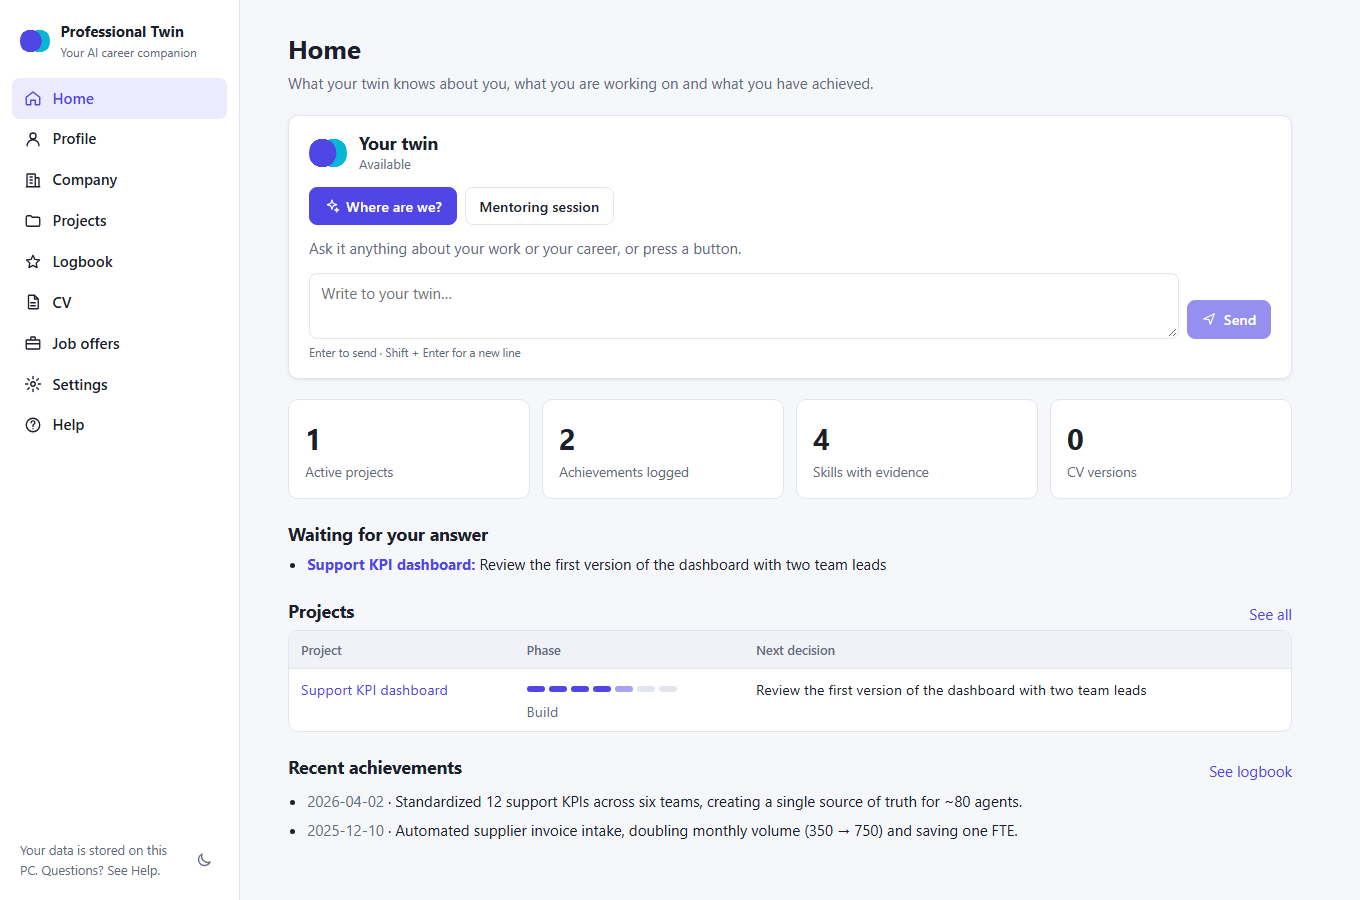 Professional Twin
Your AI career companion
Home
Profile
Company
Projects
Logbook
CV
Job offers
Settings
Help
Your data is stored on this
PC. Questions? See Help.
Home
What your twin knows about you, what you are working on and what you have achieved.
Your twin
Available
Where are we?
Mentoring session
Ask it anything about your work or your career, or press a button.
Write to your twin...
Send
Enter to send · Shift + Enter for a new line
1
Active projects
2
Achievements logged
4
Skills with evidence
0
CV versions
Waiting for your answer
• Support KPI dashboard: Review the first version of the dashboard with two team leads
Projects
See all
Project Phase Next decision
Support KPI dashboard
Build
Review the first version of the dashboard with two team leads
Recent achievements
See logbook
• 2026-04-02 · Standardized 12 support KPIs across six teams, creating a single source of truth for ~80 agents.
• 2025-12-10 · Automated supplier invoice intake, doubling monthly volume (350 → 750) and saving one FTE.